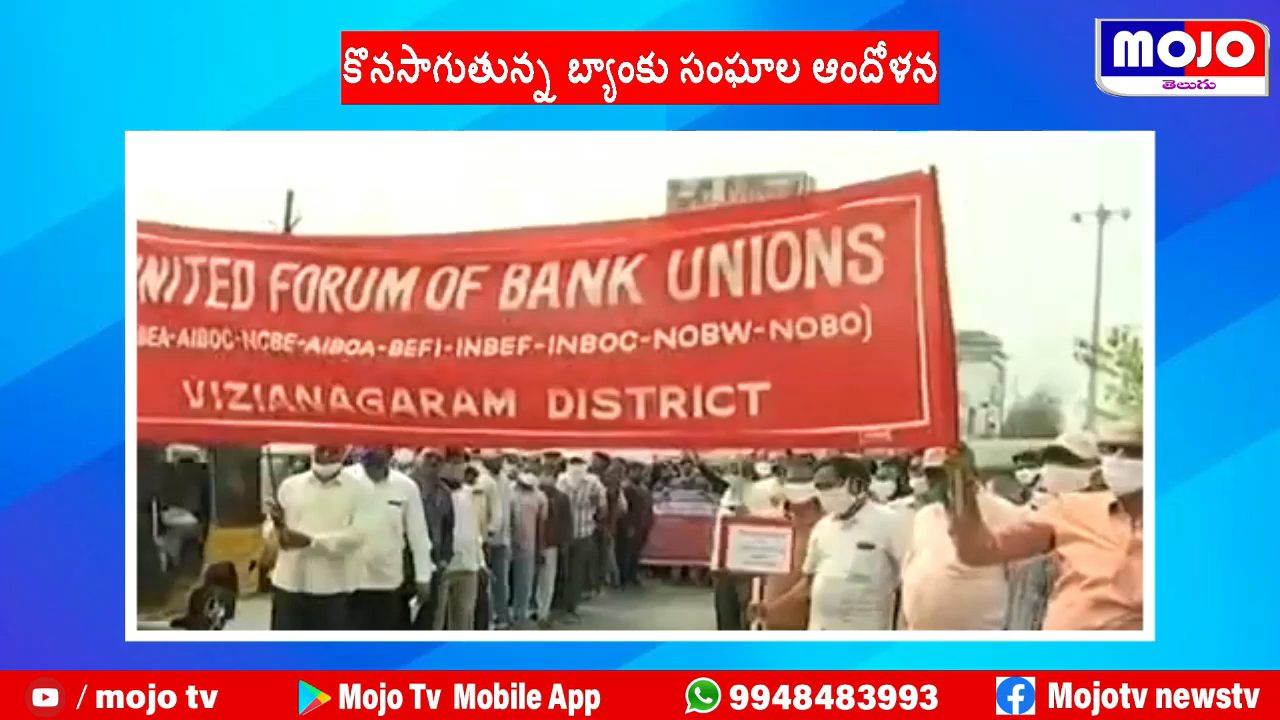 కొనసాగుతున్న బ్యాంకు సంఘాల ఆందోళన
MOJO
తెలుగు
NITED FORUM OF BANK UNIONS
BEA-AIBOC-NCBE-AIBOA-BEFI-INBEF-INBOC-NOBW-NOBO)
VIZIANAGARAM DISTRICT
/ mojo tv
Mojo Tv Mobile App
9948483993
Mojotv newstv